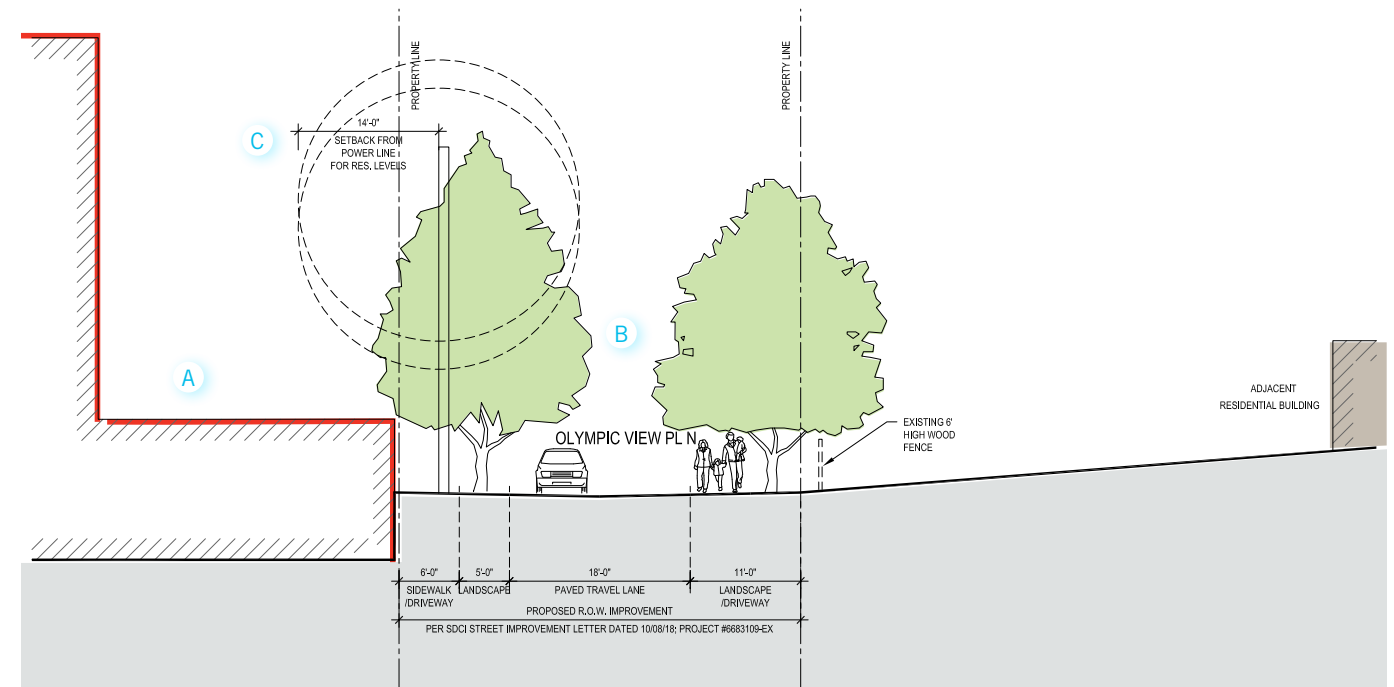 PROPERTY LINE
PROPERTY LINE
C
14'-0"
SETBACK FROM
POWER LINE
FOR RES. LEVELS
B
A
ADJACENT
RESIDENTIAL BUILDING
OLYMPIC VIEW PL N
EXISTING 6'
HIGH WOOD
FENCE
6'-0"
SIDEWALK
/DRIVEWAY
5'-0"
LANDSCAPE
18'-0"
PAVED TRAVEL LANE
11'-0"
LANDSCAPE
/DRIVEWAY
PROPOSED R.O.W. IMPROVEMENT
PER SDCI STREET IMPROVEMENT LETTER DATED 10/08/18; PROJECT #6683109-EX